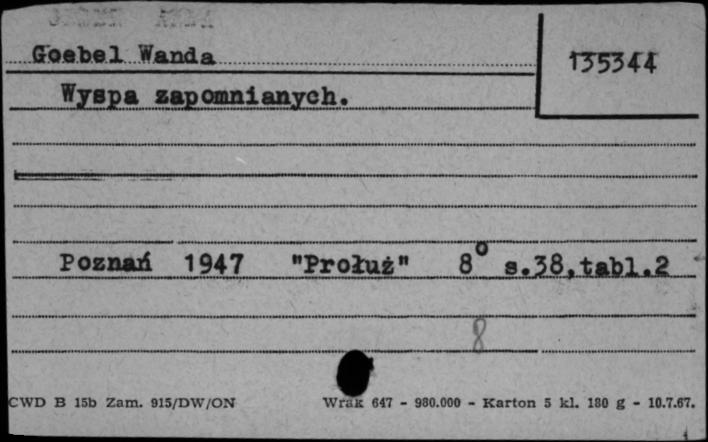 Goebel Wanda
135344
Wyspa zapomnianych.
Poznań 1947 "Prołuż" 8° s.38,tabl.2
8
CWD B 15b Zam. 915/DW/ON Wrak 647 - 980.000 - Karton 5 kl. 180 g - 10.7.67.